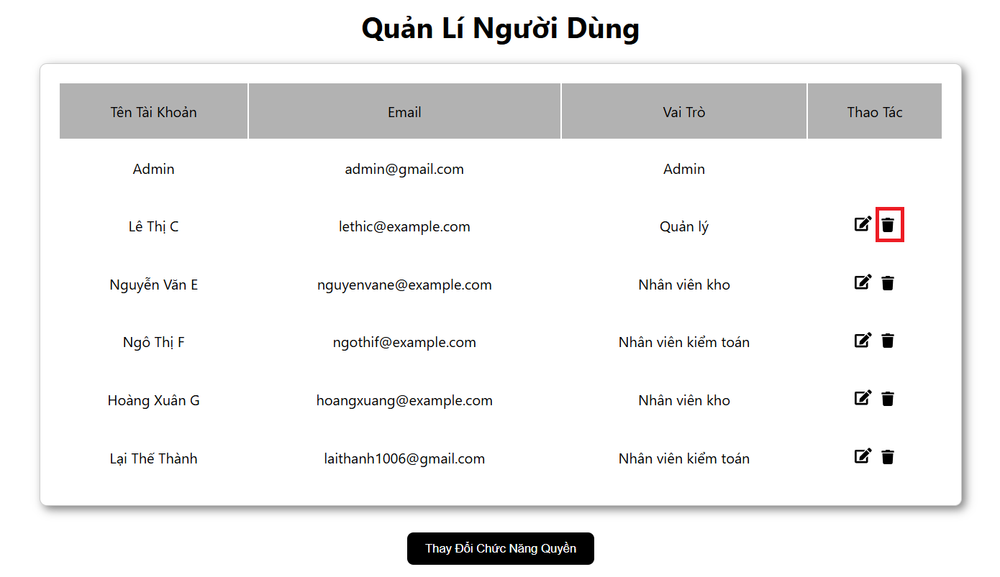 Quản Lí Người Dùng
Tên Tài Khoản Email Vai Trò Thao Tác
Admin admin@gmail.com Admin
Lê Thị C lethic@example.com Quản lý
Nguyễn Văn E nguyenvane@example.com Nhân viên kho
Ngô Thị F ngothif@example.com Nhân viên kiểm toán
Hoàng Xuân G hoangxuang@example.com Nhân viên kho
Lại Thế Thành laithanh1006@gmail.com Nhân viên kiểm toán
Thay Đổi Chức Năng Quyền